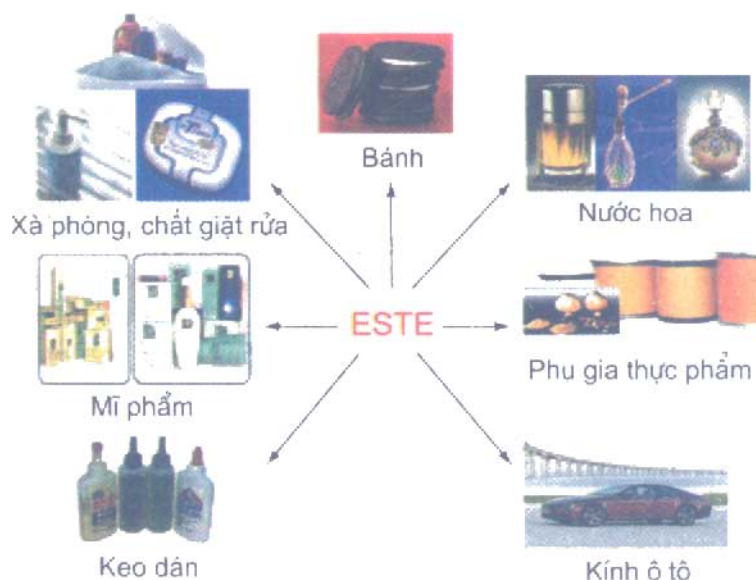 Bánh
Nước hoa
Xà phòng, chất giặt rửa
ESTE
Phụ gia thực phẩm
Mĩ phẩm
Keo dán
Kính ô tô